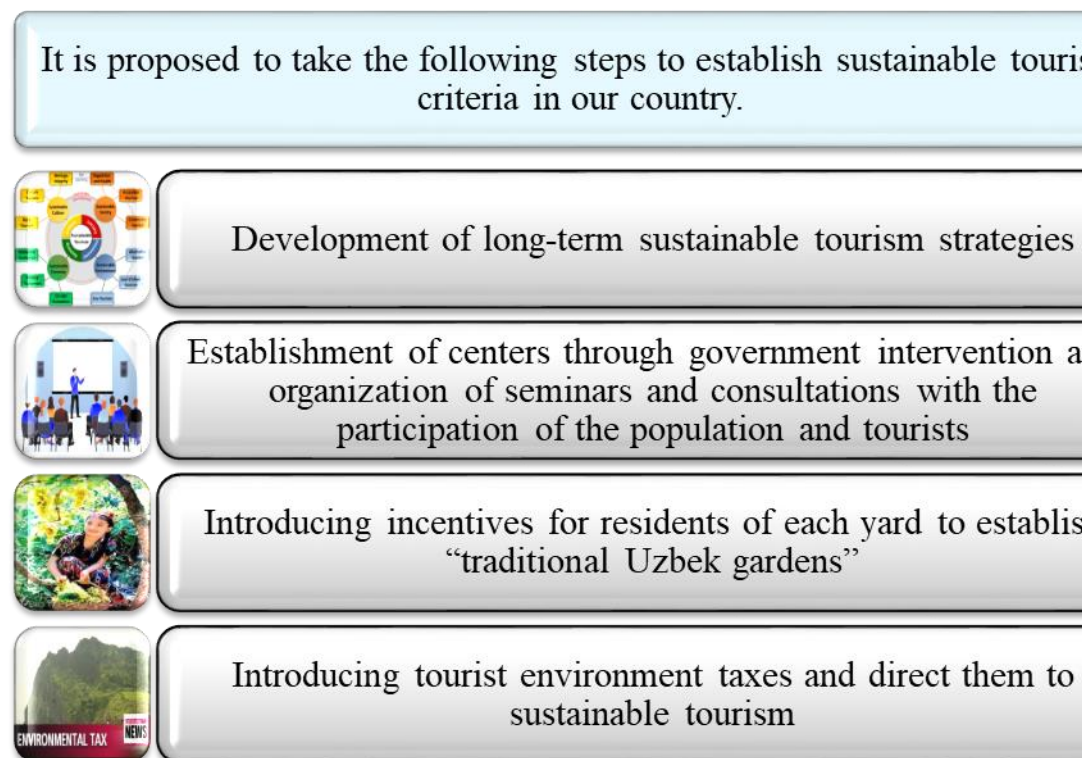 It is proposed to take the following steps to establish sustainable touris
criteria in our country.
Development of long-term sustainable tourism strategies
Establishment of centers through government intervention a
organization of seminars and consultations with the
participation of the population and tourists
Introducing incentives for residents of each yard to establis
“traditional Uzbek gardens”
ENVIRONMENTAL TAX
NEWS
Introducing tourist environment taxes and direct them to
sustainable tourism